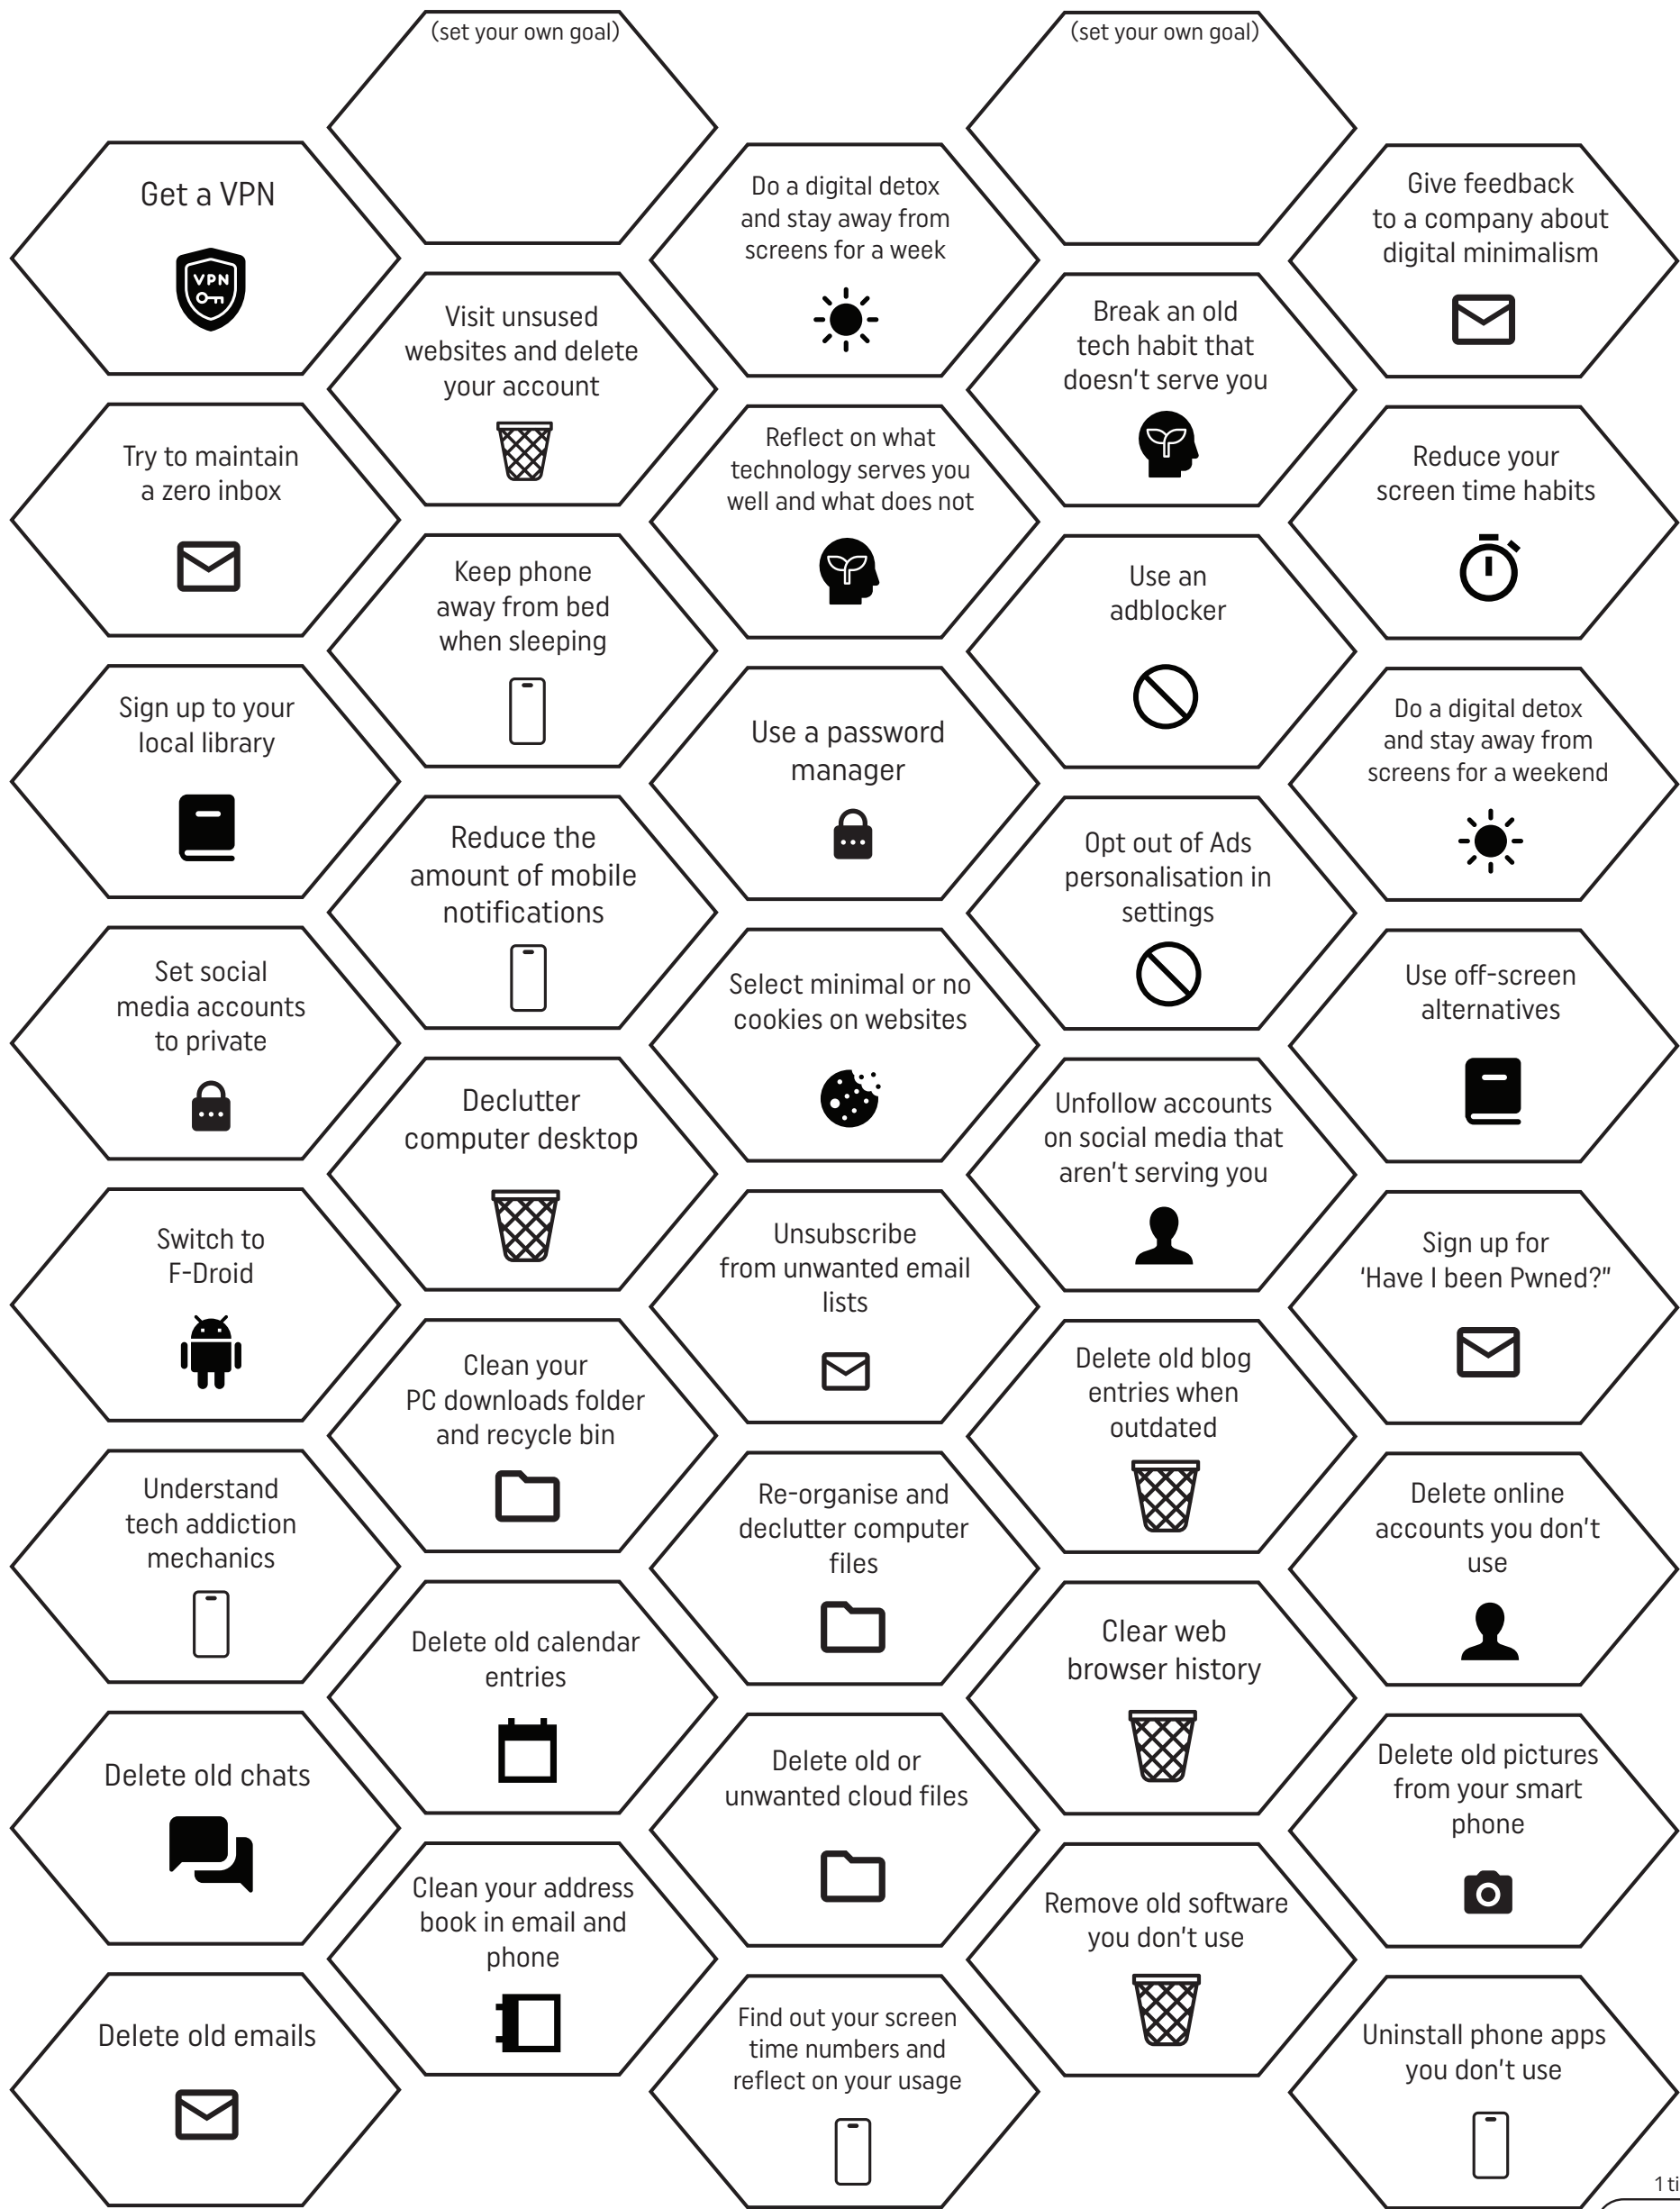 (set your own goal)
(set your own goal)
Get a VPN
VPN
Do a digital detox
and stay away from
screens for a week
Give feedback
to a company about
digital minimalism
Visit unsused
websites and delete
your account
Break an old
tech habit that
doesn't serve you
Try to maintain
a zero inbox
Reflect on what
technology serves you
well and what does not
Reduce your
screen time habits
Keep phone
away from bed
when sleeping
Use an
adblocker
Sign up to your
local library
Use a password
manager
Do a digital detox
and stay away from
screens for a weekend
Reduce the
amount of mobile
notifications
Opt out of Ads
personalisation in
settings
Set social
media accounts
to private
Select minimal or no
cookies on websites
Use off-screen
alternatives
Declutter
computer desktop
Unfollow accounts
on social media that
aren't serving you
Switch to
F-Droid
Unsubscribe
from unwanted email
lists
Sign up for
'Have I been Pwned?"
Clean your
PC downloads folder
and recycle bin
Delete old blog
entries when
outdated
Understand
tech addiction
mechanics
Re-organise and
declutter computer
files
Delete online
accounts you don't
use
Delete old calendar
entries
Clear web
browser history
Delete old chats
Delete old or
unwanted cloud files
Delete old pictures
from your smart
phone
Clean your address
book in email and
phone
Remove old software
you don't use
Delete old emails
Find out your screen
time numbers and
reflect on your usage
Uninstall phone apps
you don't use
1 ti